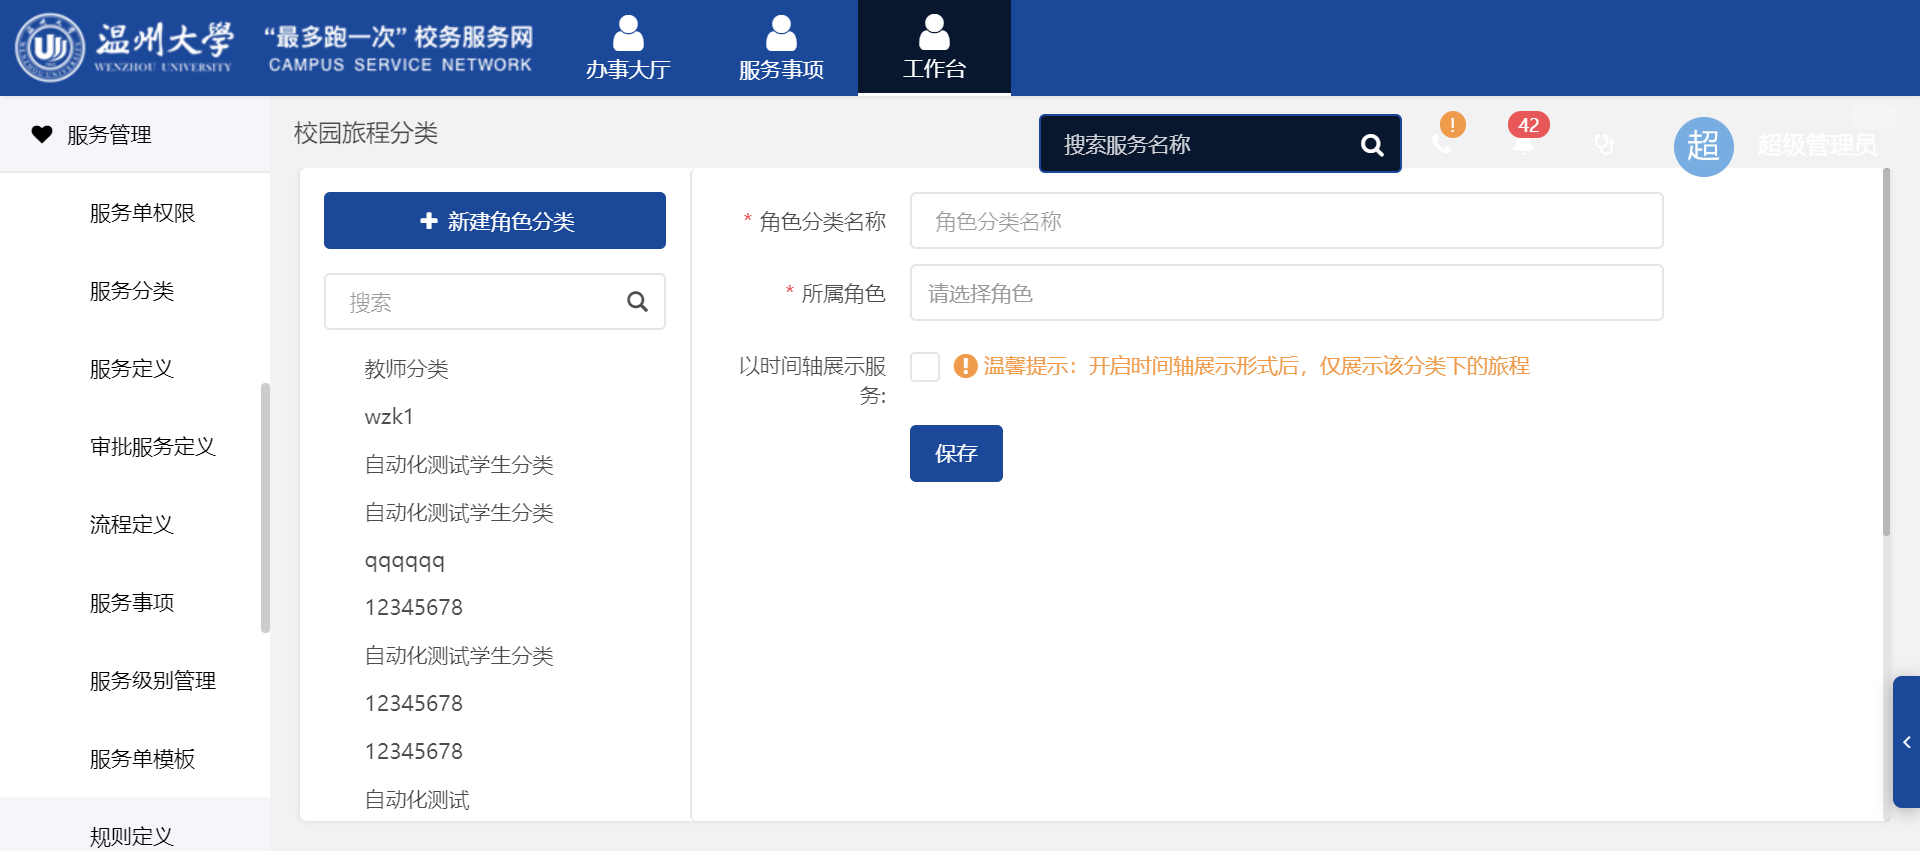 温州大学
WENZHOU UNIVERSITY
“最多跑一次” 校务服务网
CAMPUS SERVICE NETWORK
办事大厅
服务事项
工作台
服务管理
服务单权限
服务分类
服务定义
审批服务定义
流程定义
服务事项
服务级别管理
服务单模板
规则定义
校园旅程分类
搜索服务名称
!
42
超
超级管理员
新建角色分类
搜索
教师分类
wzk1
自动化测试学生分类
自动化测试学生分类
qqqqqq
12345678
自动化测试学生分类
12345678
12345678
自动化测试
* 角色分类名称
角色分类名称
* 所属角色
请选择角色
以时间轴展示服
务:
温馨提示：开启时间轴展示形式后，仅展示该分类下的旅程
保存